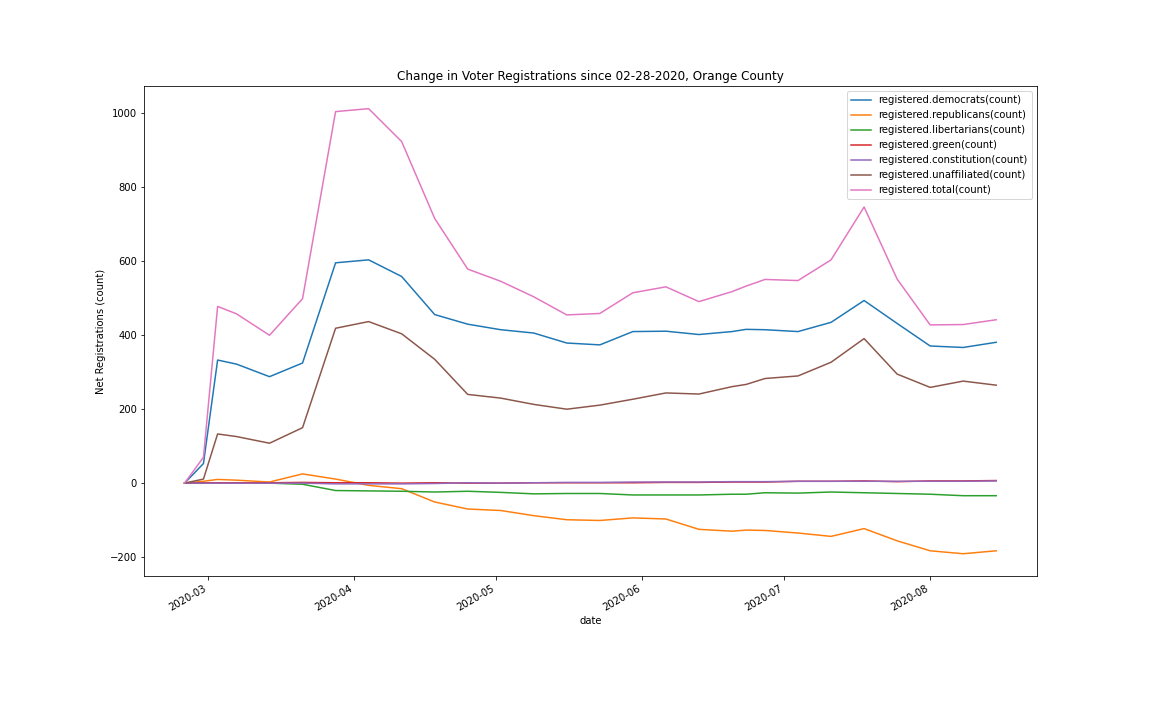 Change in Voter Registrations since 02-28-2020, Orange County
registered.democrats(count)
registered.republicans(count)
registered.libertarians(count)
registered.green(count)
registered.constitution(count)
registered.unaffiliated(count)
registered.total(count)
Net Registrations (count)
1000
800
600
400
200
0
−200
2020-03
2020-04
2020-05
2020-06
2020-07
2020-08
date